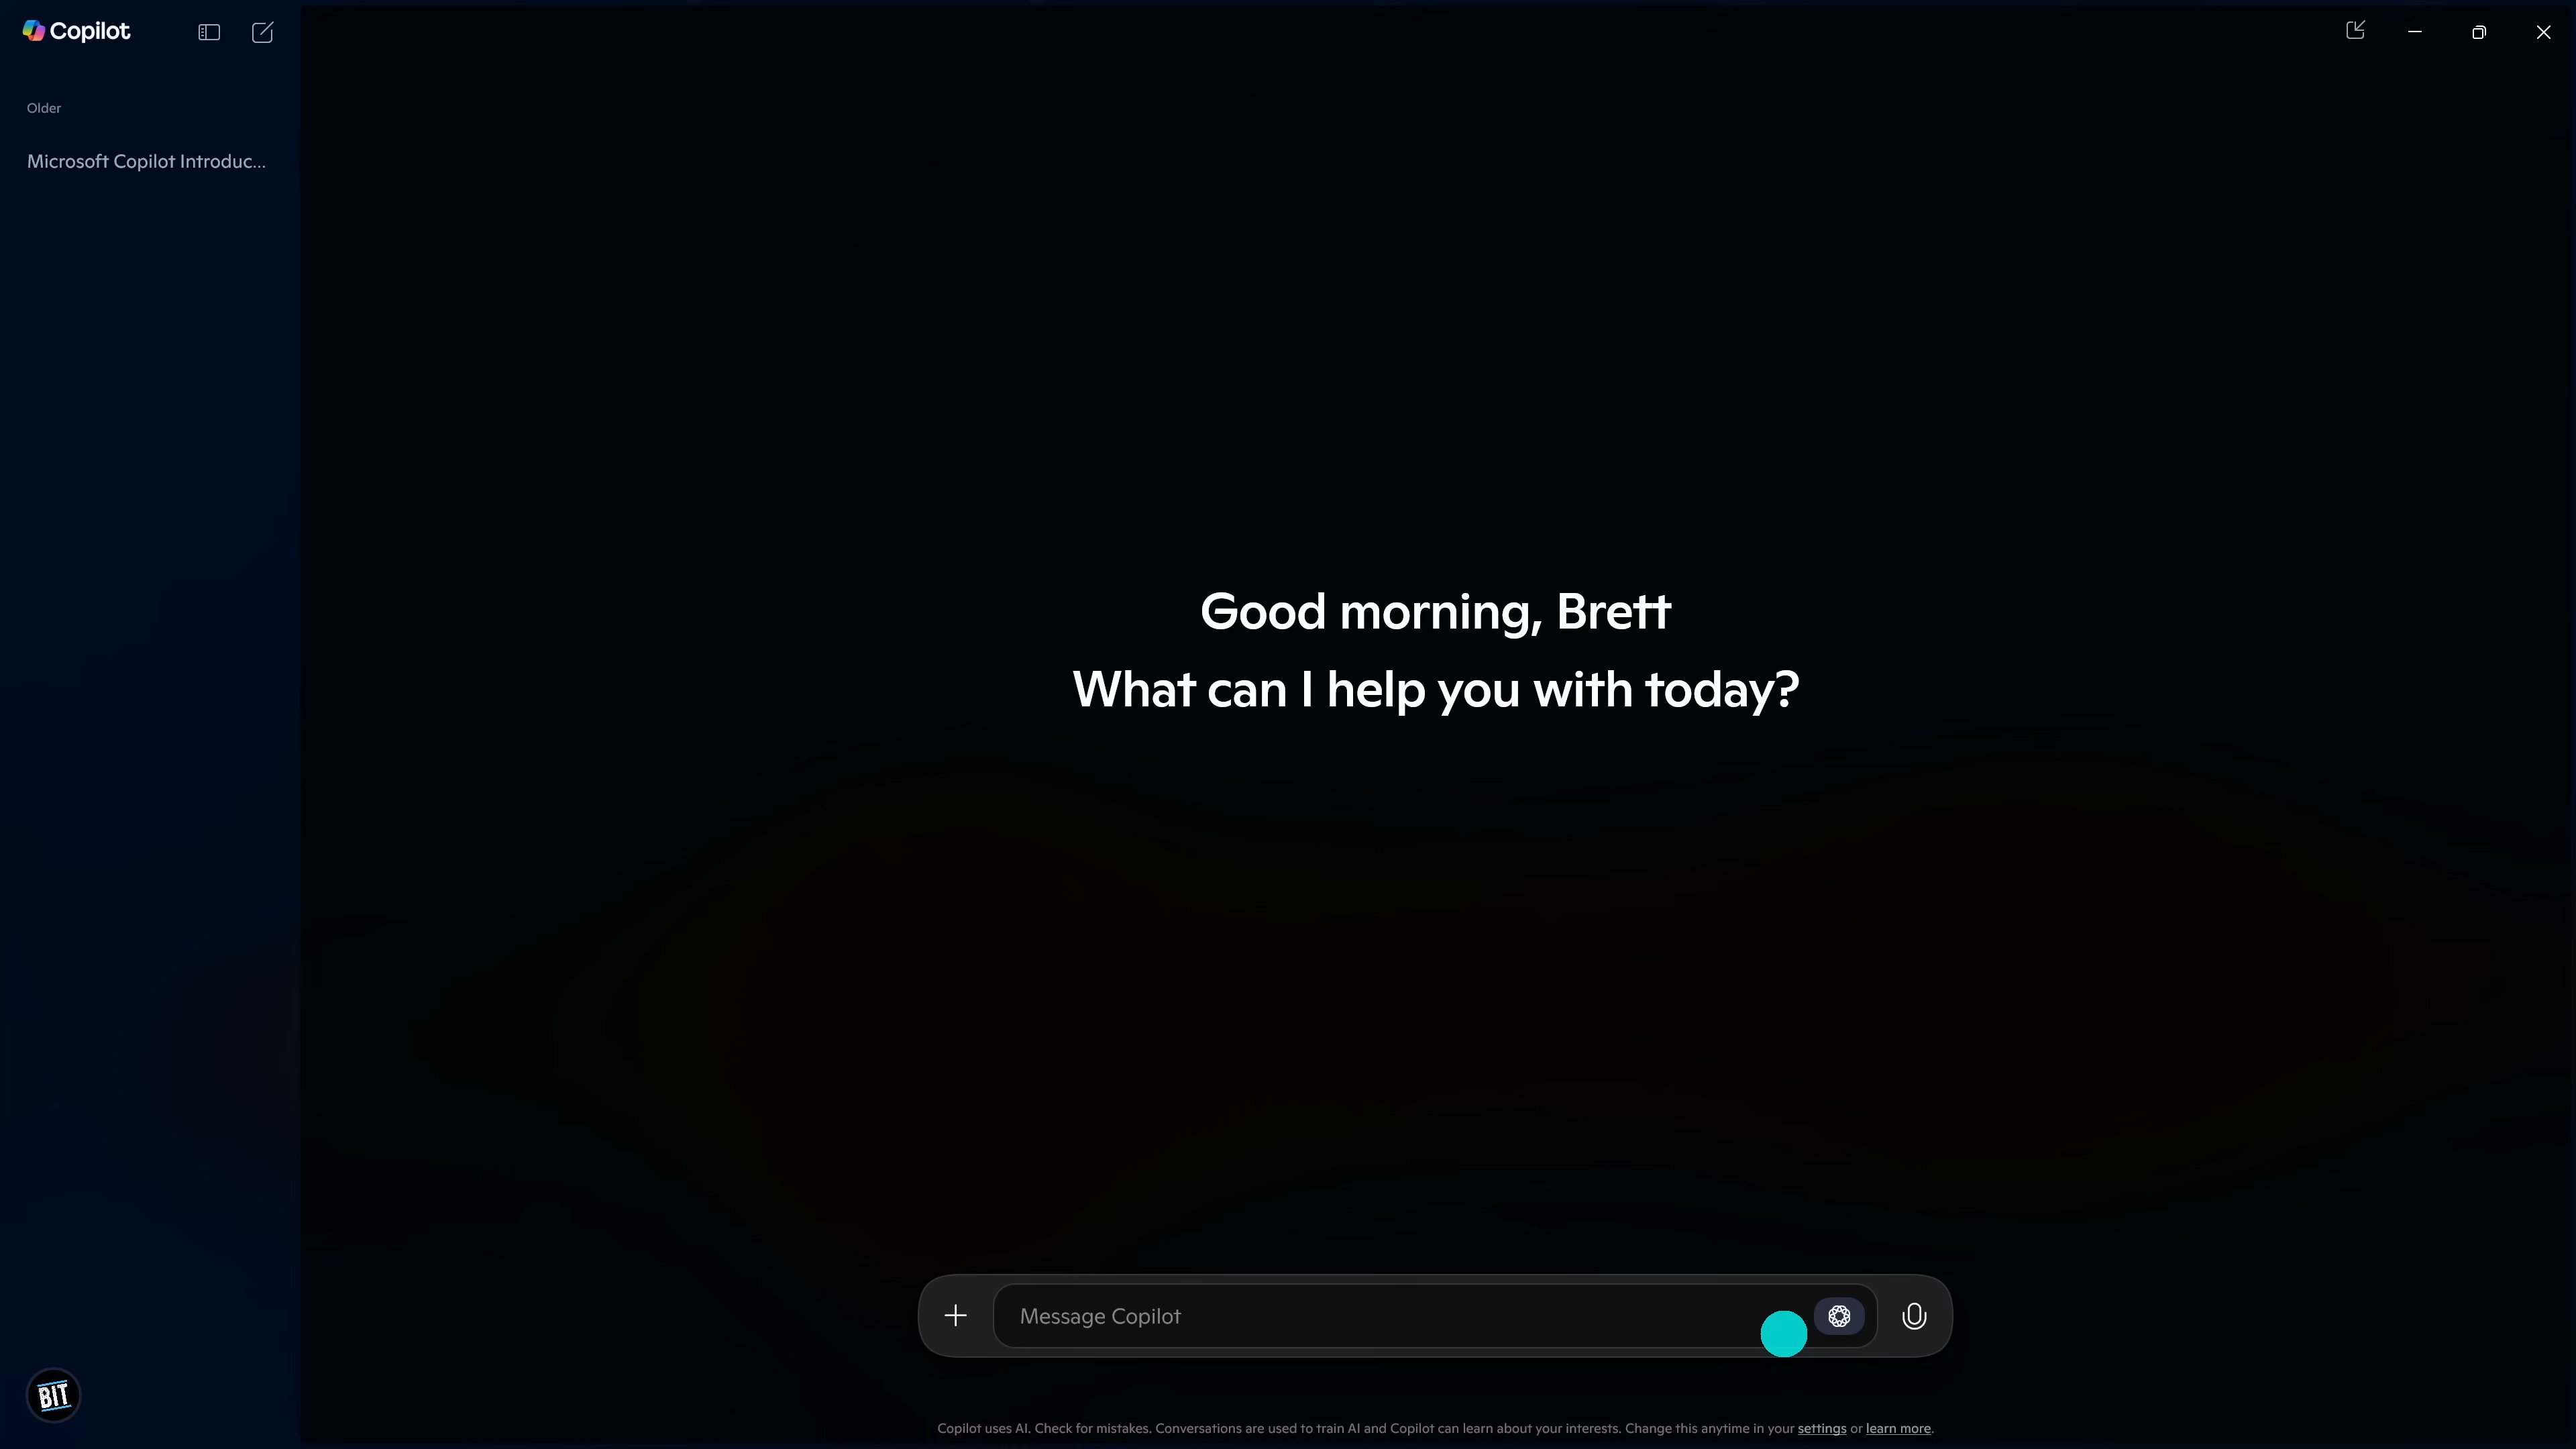 Copilot
Older
Microsoft Copilot Introduc...
Good morning, Brett
What can I help you with today?
Message Copilot
BIT
Copilot uses AI. Check for mistakes. Conversations are used to train AI and Copilot can learn about your interests. Change this anytime in your settings or learn more.